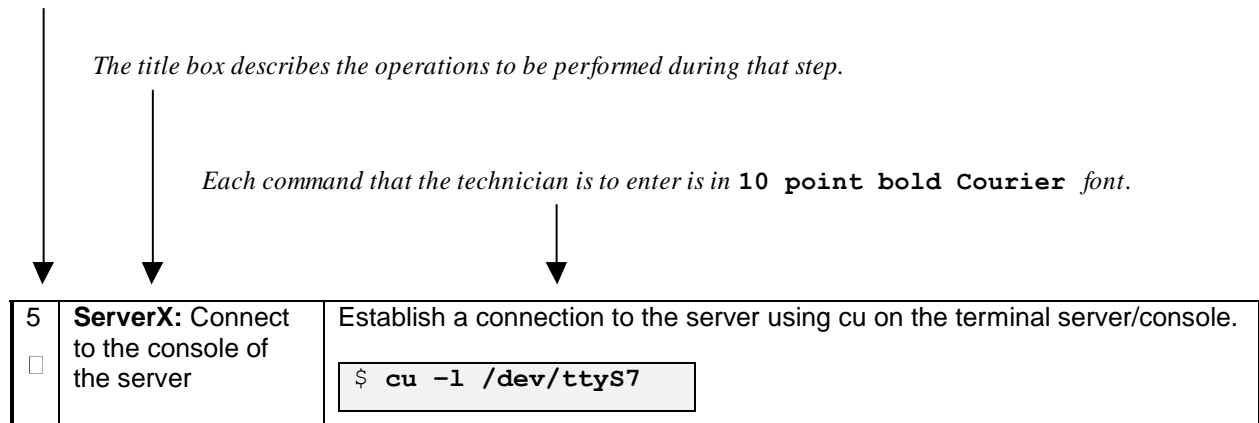 The title box describes the operations to be performed during that step.
Each command that the technician is to enter is in 10 point bold Courier font.
5
ServerX: Connect
to the console of
the server
Establish a connection to the server using cu on the terminal server/console.
$ cu –l /dev/ttyS7